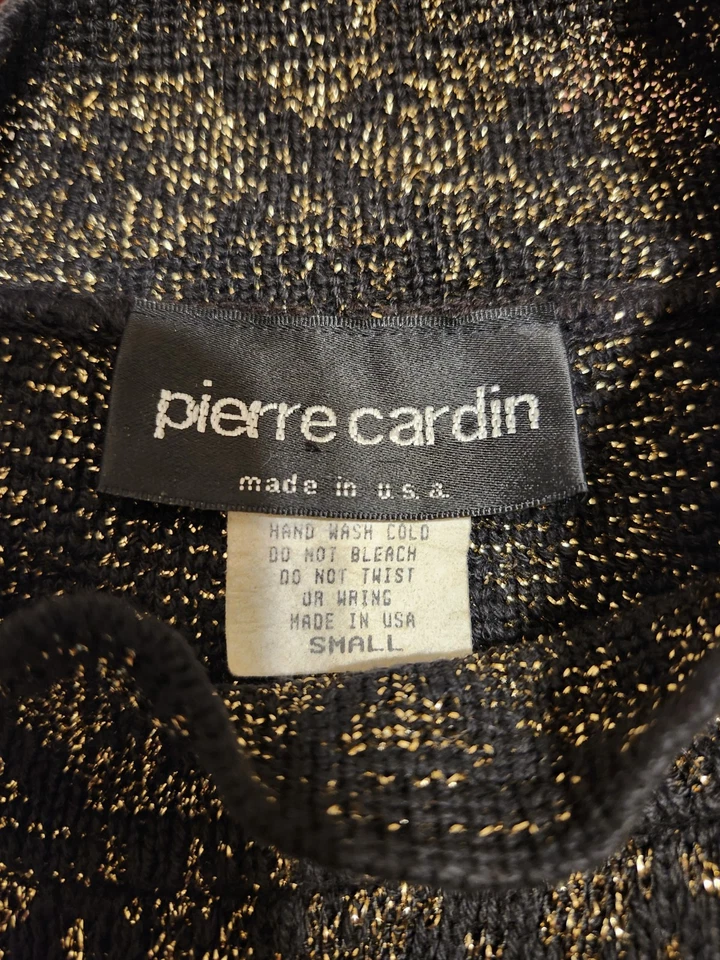 pierre cardin
made in u.s.a.
HAND WASH COLD
DO NOT BLEACH
DO NOT TWIST
OR WRING
MADE IN USA
SMALL